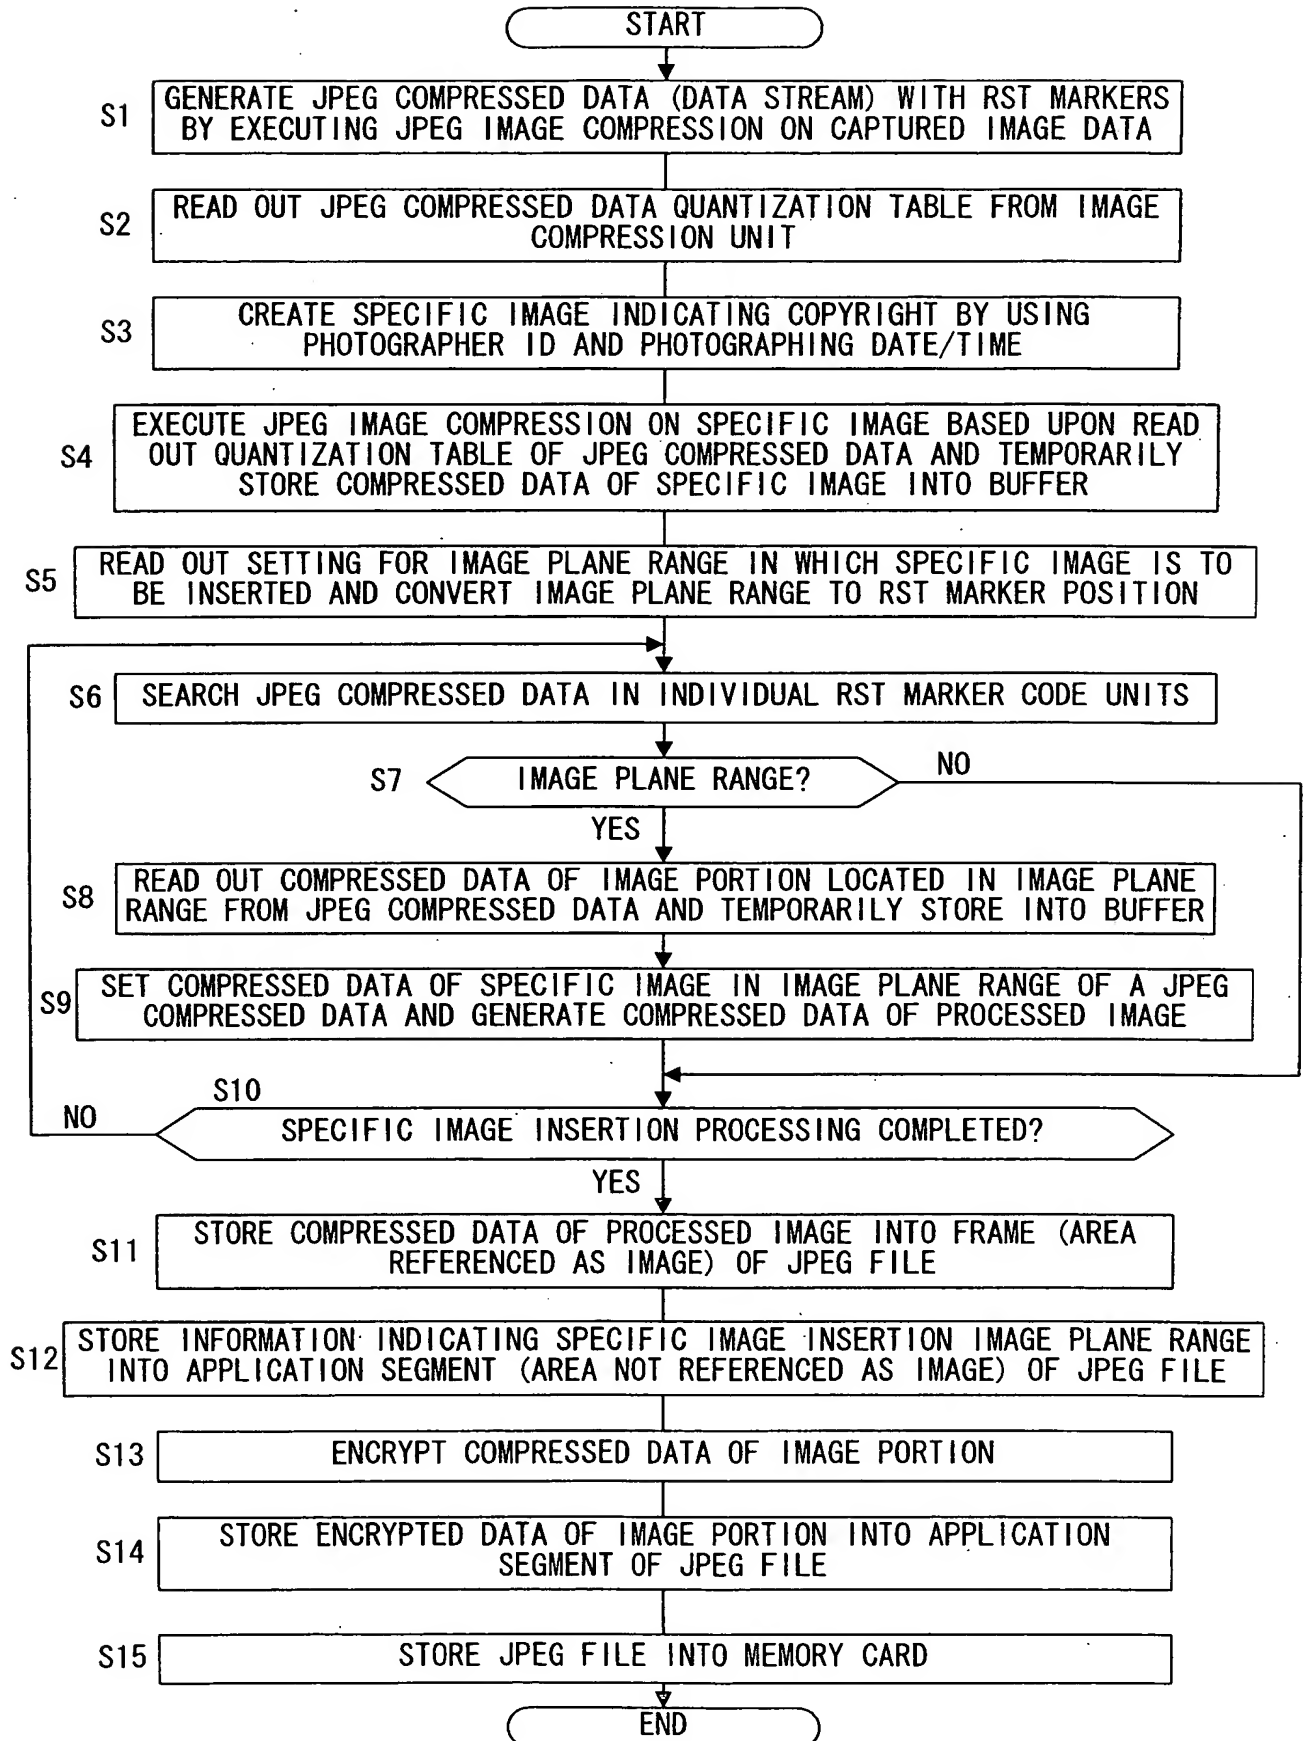 START
S1
GENERATE JPEG COMPRESSED DATA (DATA STREAM) WITH RST MARKERS
BY EXECUTING JPEG IMAGE COMPRESSION ON CAPTURED IMAGE DATA
S2
READ OUT JPEG COMPRESSED DATA QUANTIZATION TABLE FROM IMAGE
COMPRESSION UNIT
S3
CREATE SPECIFIC IMAGE INDICATING COPYRIGHT BY USING
PHOTOGRAPHER ID AND PHOTOGRAPHING DATE/TIME
S4
EXECUTE JPEG IMAGE COMPRESSION ON SPECIFIC IMAGE BASED UPON READ
OUT QUANTIZATION TABLE OF JPEG COMPRESSED DATA AND TEMPORARILY
STORE COMPRESSED DATA OF SPECIFIC IMAGE INTO BUFFER
S5
READ OUT SETTING FOR IMAGE PLANE RANGE IN WHICH SPECIFIC IMAGE IS TO
BE INSERTED AND CONVERT IMAGE PLANE RANGE TO RST MARKER POSITION
S6
SEARCH JPEG COMPRESSED DATA IN INDIVIDUAL RST MARKER CODE UNITS
S7
IMAGE PLANE RANGE?
NO
YES
S8
READ OUT COMPRESSED DATA OF IMAGE PORTION LOCATED IN IMAGE PLANE
RANGE FROM JPEG COMPRESSED DATA AND TEMPORARILY STORE INTO BUFFER
S9
SET COMPRESSED DATA OF SPECIFIC IMAGE IN IMAGE PLANE RANGE OF A JPEG
COMPRESSED DATA AND GENERATE COMPRESSED DATA OF PROCESSED IMAGE
S10
NO
SPECIFIC IMAGE INSERTION PROCESSING COMPLETED?
YES
S11
STORE COMPRESSED DATA OF PROCESSED IMAGE INTO FRAME (AREA
REFERENCED AS IMAGE) OF JPEG FILE
S12
STORE INFORMATION INDICATING SPECIFIC IMAGE INSERTION IMAGE PLANE RANGE
INTO APPLICATION SEGMENT (AREA NOT REFERENCED AS IMAGE) OF JPEG FILE
S13
ENCRYPT COMPRESSED DATA OF IMAGE PORTION
S14
STORE ENCRYPTED DATA OF IMAGE PORTION INTO APPLICATION
SEGMENT OF JPEG FILE
S15
STORE JPEG FILE INTO MEMORY CARD
END